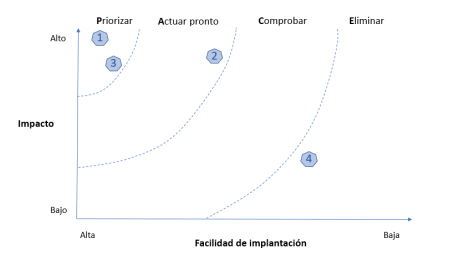 Priorizar Actuar pronto Comprobar Eliminar
Alto
1
3
2
Impacto
4
Bajo
Alta Baja
Facilidad de implantación